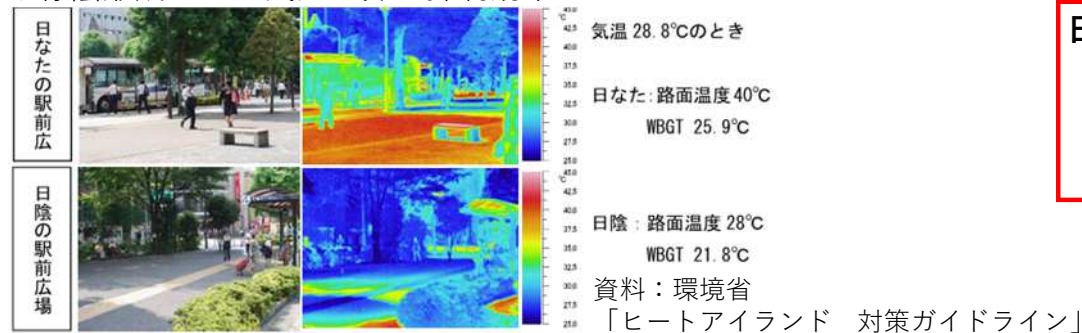 日なたの駅前広
気温 28.8℃のとき
日なた:路面温度40℃
WBGT 25.9℃
日陰の駅前広場
日陰:路面温度 28℃
WBGT 21.8℃
資料:環境省
「ヒートアイランド 対策ガイドライン」